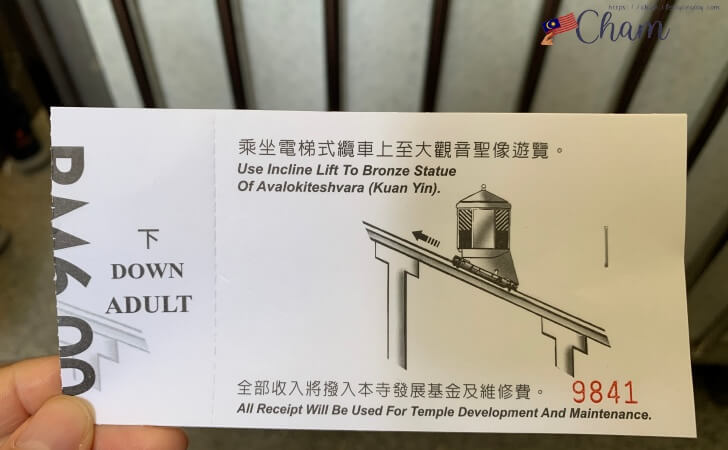 Cham
乘坐電梯式纜車上至大觀音聖像遊覽。
Use Incline Lift To Bronze Statue
Of Avalokiteshvara (Kuan Yin).
RM6.00
下
DOWN
ADULT
全部收入將撥入本寺發展基金及維修費。
9841
All Receipt Will Be Used For Temple Development And Maintenance.